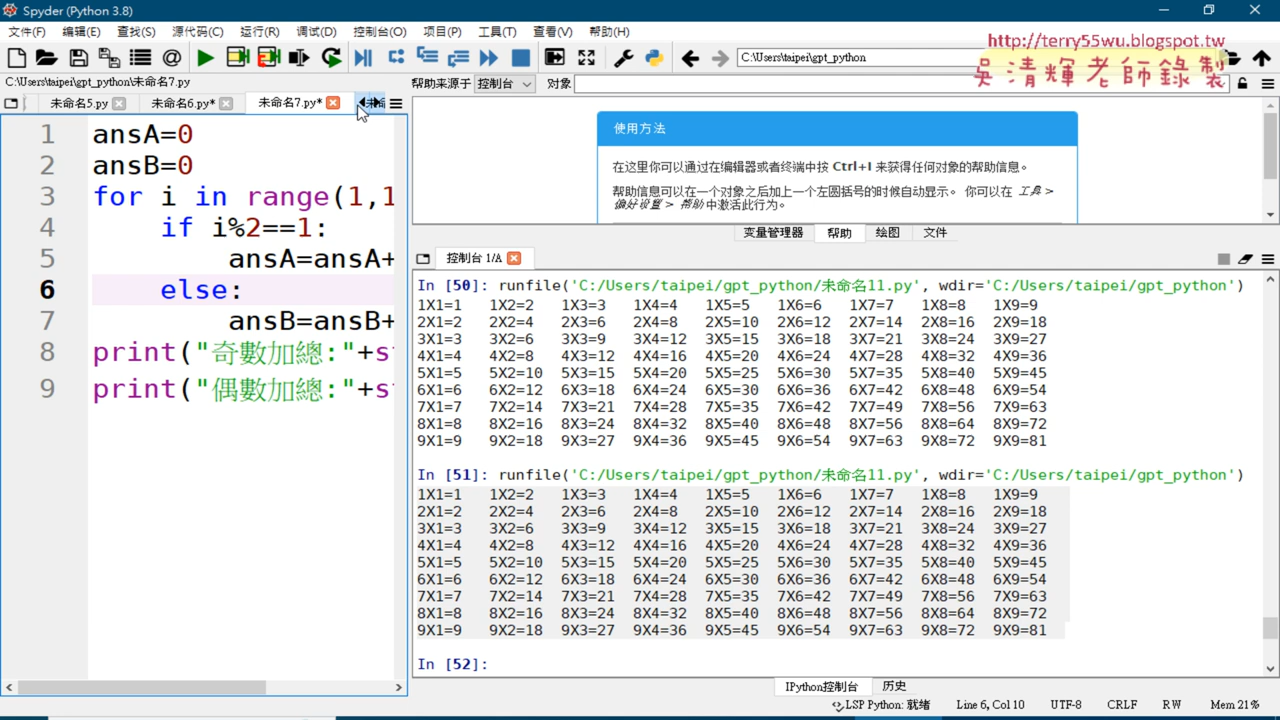 Spyder (Python 3.8)
文件(F) 编辑(E) 查找(S) 源代码(C) 运行(R) 调试(D) 控制台(O) 项目(P) 工具(T) 查看(V) 帮助(H)
http://terry55wu.blogspot.tw
C:\Users\taipei\gpt_python
吳清輝老師錄製
C:\Users\taipei\gpt_python\未命名7.py
帮助来源于 控制台 对象
未命名5.py 未命名6.py* 未命名7.py*
1 ansA=0
2 ansB=0
3 for i in range(1,1
4 if i%2==1:
5 ansA=ansA+
6 else:
7 ansB=ansB+
8 print("奇數加總:"+s
9 print("偶數加總:"+s
使用方法
在这里你可以通过在编辑器或者终端中按 Ctrl+I 来获得任何对象的帮助信息。
帮助信息可以在一个对象之后加上一个左圆括号的时候自动显示。 你可以在 工具 >
偏好设置 > 帮助 中激活此行为。
变量管理器 帮助 绘图 文件
控制台 1/A
In [50]: runfile('C:/Users/taipei/gpt_python/未命名11.py', wdir='C:/Users/taipei/gpt_python')
1X1=1 1X2=2 1X3=3 1X4=4 1X5=5 1X6=6 1X7=7 1X8=8 1X9=9
2X1=2 2X2=4 2X3=6 2X4=8 2X5=10 2X6=12 2X7=14 2X8=16 2X9=18
3X1=3 3X2=6 3X3=9 3X4=12 3X5=15 3X6=18 3X7=21 3X8=24 3X9=27
4X1=4 4X2=8 4X3=12 4X4=16 4X5=20 4X6=24 4X7=28 4X8=32 4X9=36
5X1=5 5X2=10 5X3=15 5X4=20 5X5=25 5X6=30 5X7=35 5X8=40 5X9=45
6X1=6 6X2=12 6X3=18 6X4=24 6X5=30 6X6=36 6X7=42 6X8=48 6X9=54
7X1=7 7X2=14 7X3=21 7X4=28 7X5=35 7X6=42 7X7=49 7X8=56 7X9=63
8X1=8 8X2=16 8X3=24 8X4=32 8X5=40 8X6=48 8X7=56 8X8=64 8X9=72
9X1=9 9X2=18 9X3=27 9X4=36 9X5=45 9X6=54 9X7=63 9X8=72 9X9=81
In [51]: runfile('C:/Users/taipei/gpt_python/未命名11.py', wdir='C:/Users/taipei/gpt_python')
1X1=1 1X2=2 1X3=3 1X4=4 1X5=5 1X6=6 1X7=7 1X8=8 1X9=9
2X1=2 2X2=4 2X3=6 2X4=8 2X5=10 2X6=12 2X7=14 2X8=16 2X9=18
3X1=3 3X2=6 3X3=9 3X4=12 3X5=15 3X6=18 3X7=21 3X8=24 3X9=27
4X1=4 4X2=8 4X3=12 4X4=16 4X5=20 4X6=24 4X7=28 4X8=32 4X9=36
5X1=5 5X2=10 5X3=15 5X4=20 5X5=25 5X6=30 5X7=35 5X8=40 5X9=45
6X1=6 6X2=12 6X3=18 6X4=24 6X5=30 6X6=36 6X7=42 6X8=48 6X9=54
7X1=7 7X2=14 7X3=21 7X4=28 7X5=35 7X6=42 7X7=49 7X8=56 7X9=63
8X1=8 8X2=16 8X3=24 8X4=32 8X5=40 8X6=48 8X7=56 8X8=64 8X9=72
9X1=9 9X2=18 9X3=27 9X4=36 9X5=45 9X6=54 9X7=63 9X8=72 9X9=81
In [52]:
IPython控制台 历史
LSP Python: 就绪 Line 6, Col 10 UTF-8 CRLF RW Mem 21%